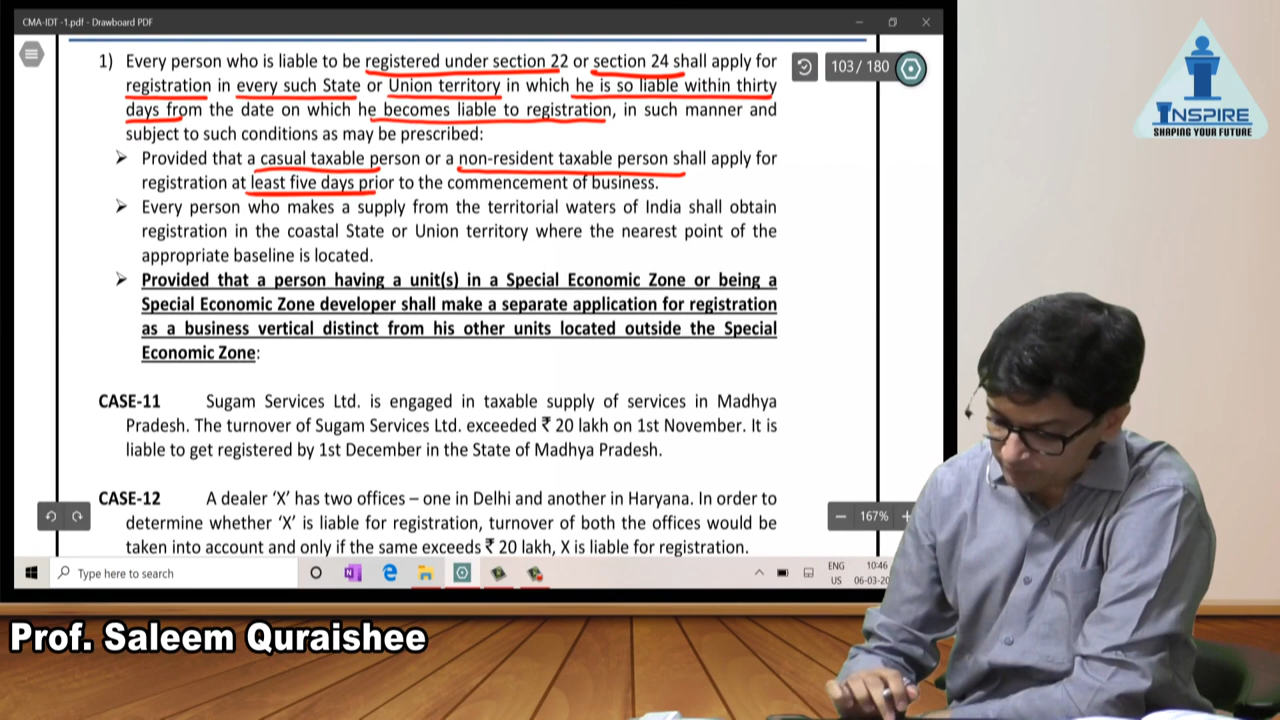 CMA-IDT -1.pdf - Drawboard PDF
1) Every person who is liable to be registered under section 22 or section 24 shall apply for
registration in every such State or Union territory in which he is so liable within thirty
days from the date on which he becomes liable to registration, in such manner and
subject to such conditions as may be prescribed:
➢ Provided that a casual taxable person or a non-resident taxable person shall apply for
registration at least five days prior to the commencement of business.
➢ Every person who makes a supply from the territorial waters of India shall obtain
registration in the coastal State or Union territory where the nearest point of the
appropriate baseline is located.
➢ Provided that a person having a unit(s) in a Special Economic Zone or being a
Special Economic Zone developer shall make a separate application for registration
as a business vertical distinct from his other units located outside the Special
Economic Zone:
CASE-11 Sugam Services Ltd. is engaged in taxable supply of services in Madhya
Pradesh. The turnover of Sugam Services Ltd. exceeded ₹ 20 lakh on 1st November. It is
liable to get registered by 1st December in the State of Madhya Pradesh.
CASE-12 A dealer ‘X’ has two offices – one in Delhi and another in Haryana. In order to
determine whether ‘X’ is liable for registration, turnover of both the offices would be
taken into account and only if the same exceeds ₹ 20 lakh, X is liable for registration.
103 / 180
167%
Type here to search
ENG
US
10:46
06-03-20
INSPIRE
SHAPING YOUR FUTURE
Prof. Saleem Quraishee